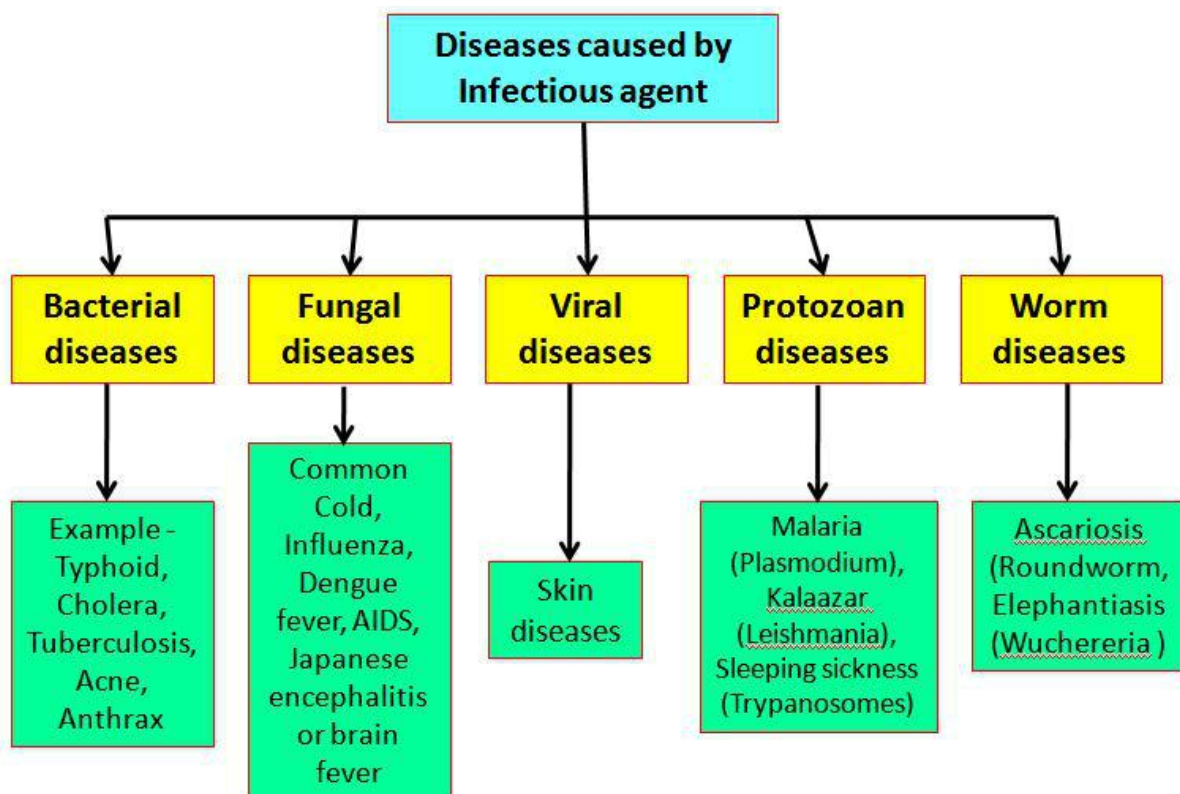 Diseases caused by
Infectious agent
Bacterial
diseases
Fungal
diseases
Viral
diseases
Protozoan
diseases
Worm
diseases
Example -
Typhoid,
Cholera,
Tuberculosis,
Acne,
Anthrax
Common
Cold,
Influenza,
Dengue
fever, AIDS,
Japanese
encephalitis
or brain
fever
Skin
diseases
Malaria
(Plasmodium),
Kalaazar
(Leishmania),
Sleeping sickness
(Trypanosomes)
Ascariosis
(Roundworm,
Elephantiasis
(Wuchereria )